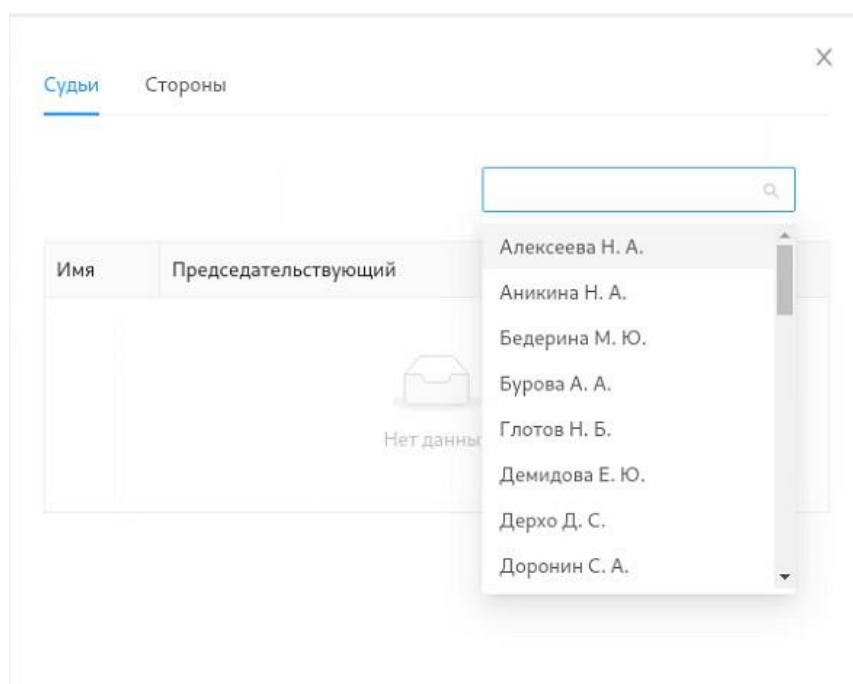 Судьи Стороны
Имя Председательствующий
Нет данны
Алексеева Н. А.
Аникина Н. А.
Бедерина М. Ю.
Бурова А. А.
Глотов Н. Б.
Демидова Е. Ю.
Дерхо Д. С.
Доронин С. А.